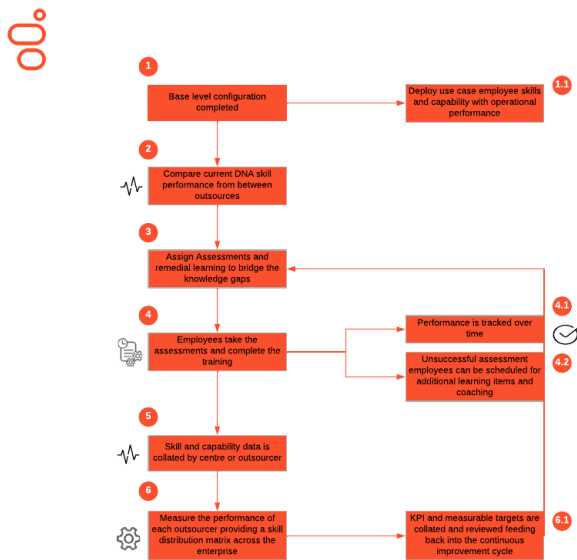 1
Base level configuration
completed
1.1
Deploy use case employee skills
and capability with operational
performance
2
Compare current DNA skill
performance from between
outsources
3
Assign Assessments and
remedial learning to bridge the
knowledge gaps
4
Employees take the
assessments and complete the
training
4.1
Performance is tracked over
time
4.2
Unsuccessful assessment
employees can be scheduled for
additional learning items and
coaching
5
Skill and capability data is
collated by centre or outsourcer
6
Measure the performance of
each outsourcer providing a skill
distribution matrix across the
enterprise
6.1
KPI and measurable targets are
collated and reviewed feeding
back into the continuous
improvement cycle